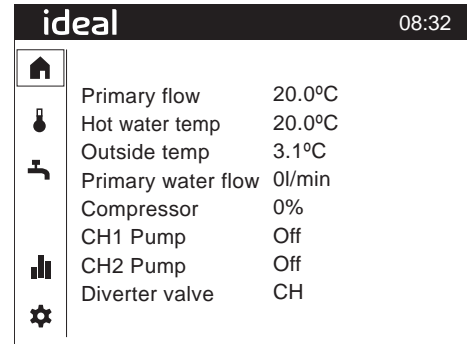 ideal 08:32
Primary flow 20.0ºC
Hot water temp 20.0ºC
Outside temp 3.1ºC
Primary water flow 0l/min
Compressor 0%
CH1 Pump Off
CH2 Pump Off
Diverter valve CH